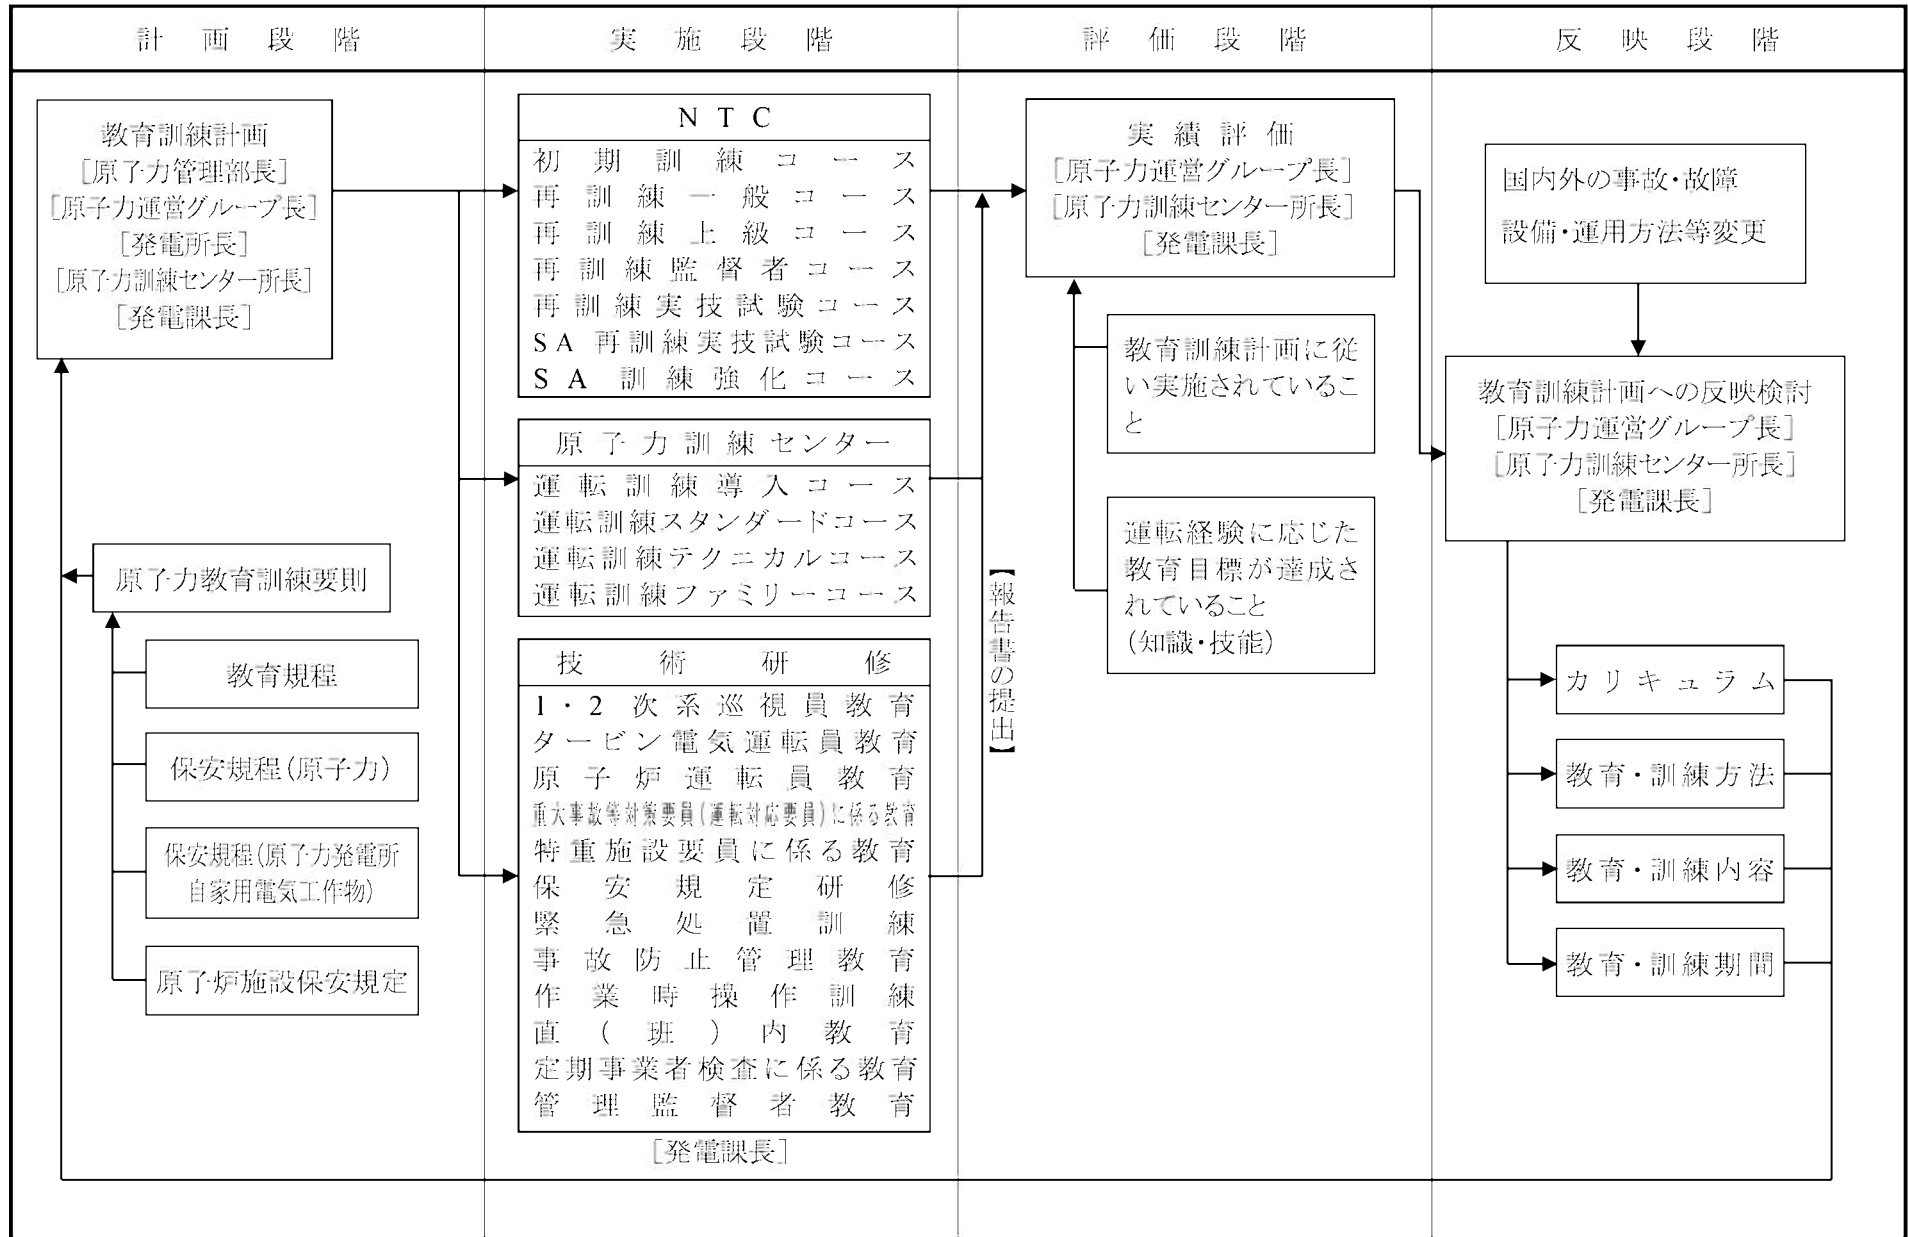 計画段階
実施段階
評価段階
反映段階
教育訓練計画
[原子力管理部長]
[原子力運営グループ長]
[発電所長]
[原子力訓練センター所長]
[発電課長]
原子力教育訓練要則
教育規程
保安規程(原子力)
保安規程(原子力発電所
自家用電気工作物)
原子炉施設保安規定
NTC
初期訓練コース
再訓練一般コース
再訓練上級コース
再訓練監督者コース
再訓練実技試験コース
SA 再訓練実技試験コース
SA 訓練強化コース
原子力訓練センター
運転訓練導入コース
運転訓練スタンダードコース
運転訓練テクニカルコース
運転訓練ファミリーコース
技術研修
1・2 次系巡視員教育
タービン電気運転員教育
原子炉運転員教育
重大事故等対策要員(運転対応要員)に係る教育
特重施設要員に係る教育
保安規定研修
緊急処置訓練
事故防止管理教育
作業時操作訓練
直(班)内教育
定期事業者検査に係る教育
管理監督者教育
[発電課長]
【報告書の提出】
実績評価
[原子力運営グループ長]
[原子力訓練センター所長]
[発電課長]
教育訓練計画に従
い実施されているこ
と
運転経験に応じた
教育目標が達成さ
れていること
(知識・技能)
国内外の事故・故障
設備・運用方法等変更
教育訓練計画への反映検討
[原子力運営グループ長]
[原子力訓練センター所長]
[発電課長]
カリキュラム
教育・訓練方法
教育・訓練内容
教育・訓練期間